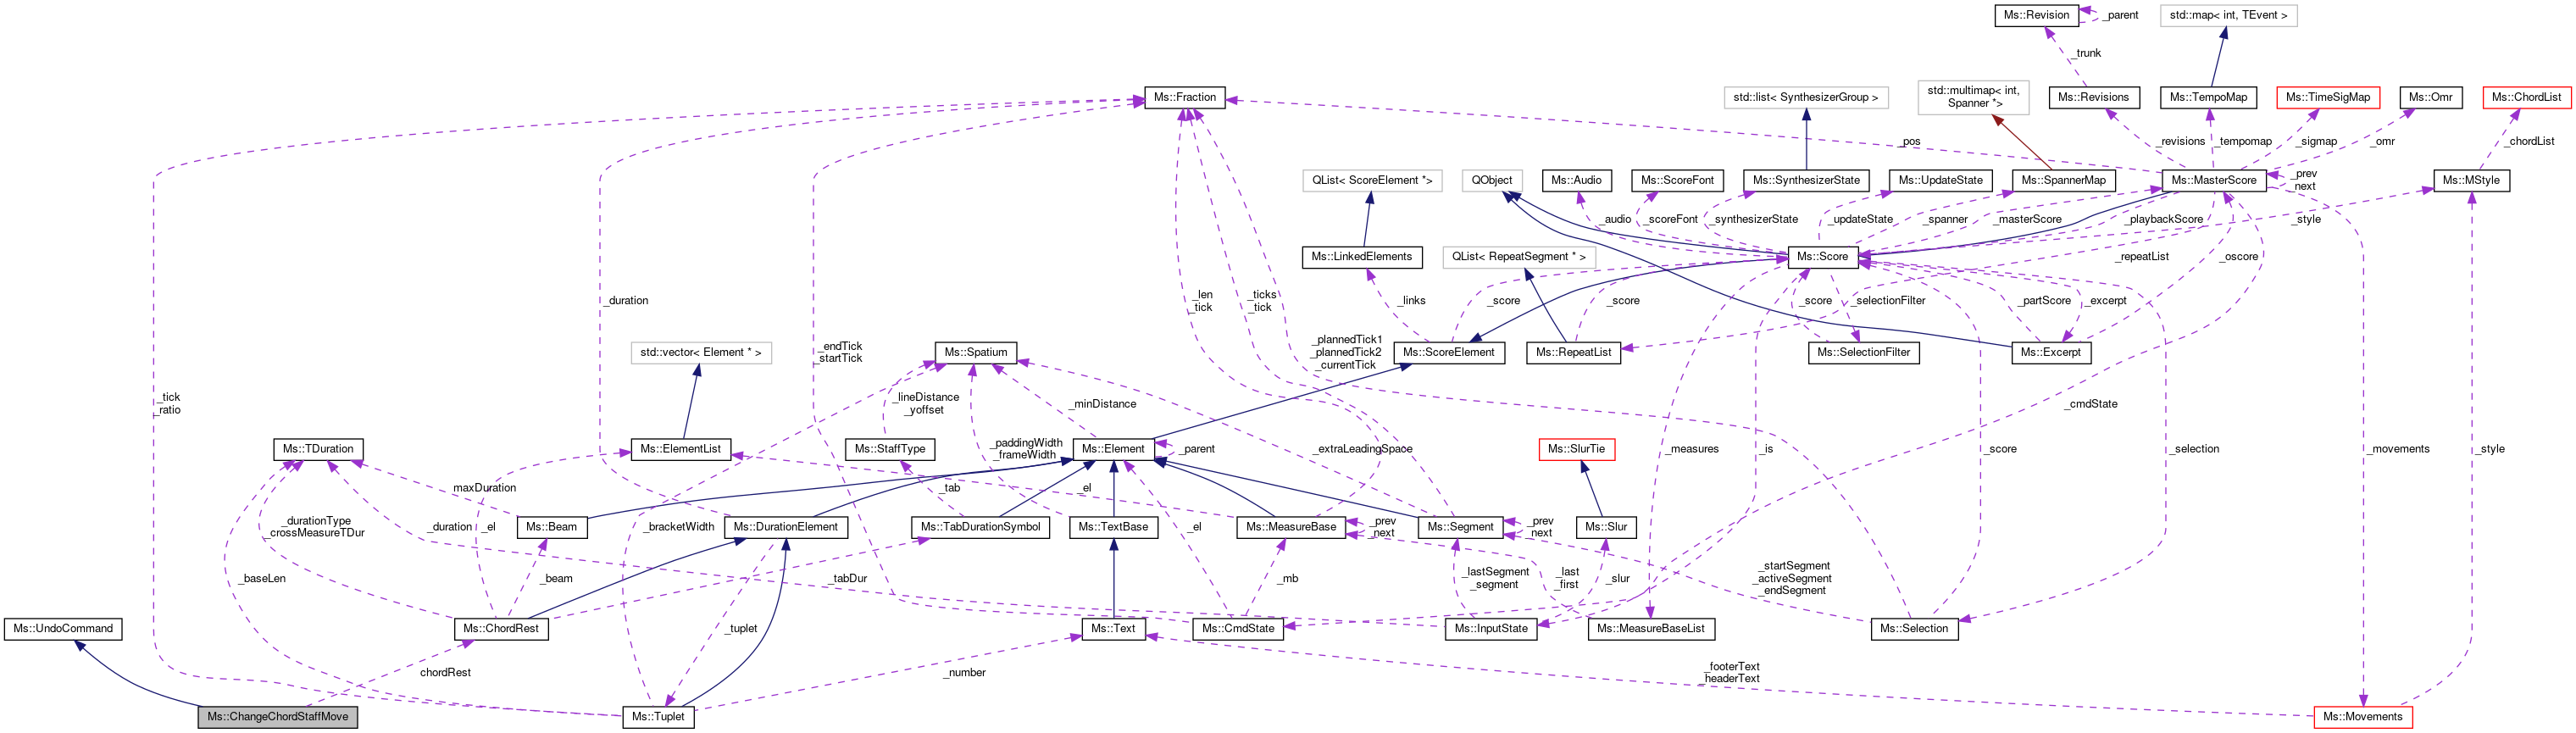 Ms::Revision
_parent
std::map< int, TEvent >
_trunk
Ms::Fraction
std::list< SynthesizerGroup >
std::multimap< int,
Spanner *>
Ms::Revisions
Ms::TempoMap
Ms::TimeSigMap
Ms::Omr
Ms::ChordList
_pos
_revisions
_tempomap
_sigmap
_omr
_chordList
QList< ScoreElement *>
QObject
Ms::Audio
Ms::ScoreFont
Ms::SynthesizerState
Ms::UpdateState
Ms::SpannerMap
Ms::MasterScore
_prev
_next
Ms::MStyle
_audio
_scoreFont
_synthesizerState
_updateState
_spanner
_masterScore
_playbackScore
_style
Ms::LinkedElements
QList< RepeatSegment * >
Ms::Score
_repeatList
_oscore
_duration
_len
_tick
_ticks
_tick
_links
_score
_score
_score
_selectionFilter
_partScore
_excerpt
_endTick
_startTick
_plannedTick1
_plannedTick2
_currentTick
std::vector< Element * >
Ms::Spatium
Ms::ScoreElement
Ms::RepeatList
Ms::SelectionFilter
Ms::Excerpt
_tick
_ratio
_lineDistance
_yoffset
_minDistance
_cmdState
Ms::TDuration
Ms::ElementList
Ms::StaffType
_paddingWidth
_frameWidth
Ms::Element
_parent
_extraLeadingSpace
Ms::SlurTie
_measures
_is
_score
_selection
_movements
_style
maxDuration
_tab
_el
_durationType
_crossMeasureTDur
_duration
_el
Ms::Beam
_bracketWidth
Ms::DurationElement
Ms::TabDurationSymbol
Ms::TextBase
_el
Ms::MeasureBase
_prev
_next
Ms::Segment
_prev
_next
Ms::Slur
_baseLen
_beam
_tabDur
_mb
_lastSegment
_segment
_last
_first
_slur
_startSegment
_activeSegment
_endSegment
Ms::UndoCommand
Ms::ChordRest
_tuplet
Ms::Text
Ms::CmdState
Ms::InputState
Ms::MeasureBaseList
Ms::Selection
chordRest
_number
_footerText
_headerText
Ms::ChangeChordStaffMove
Ms::Tuplet
Ms::Movements